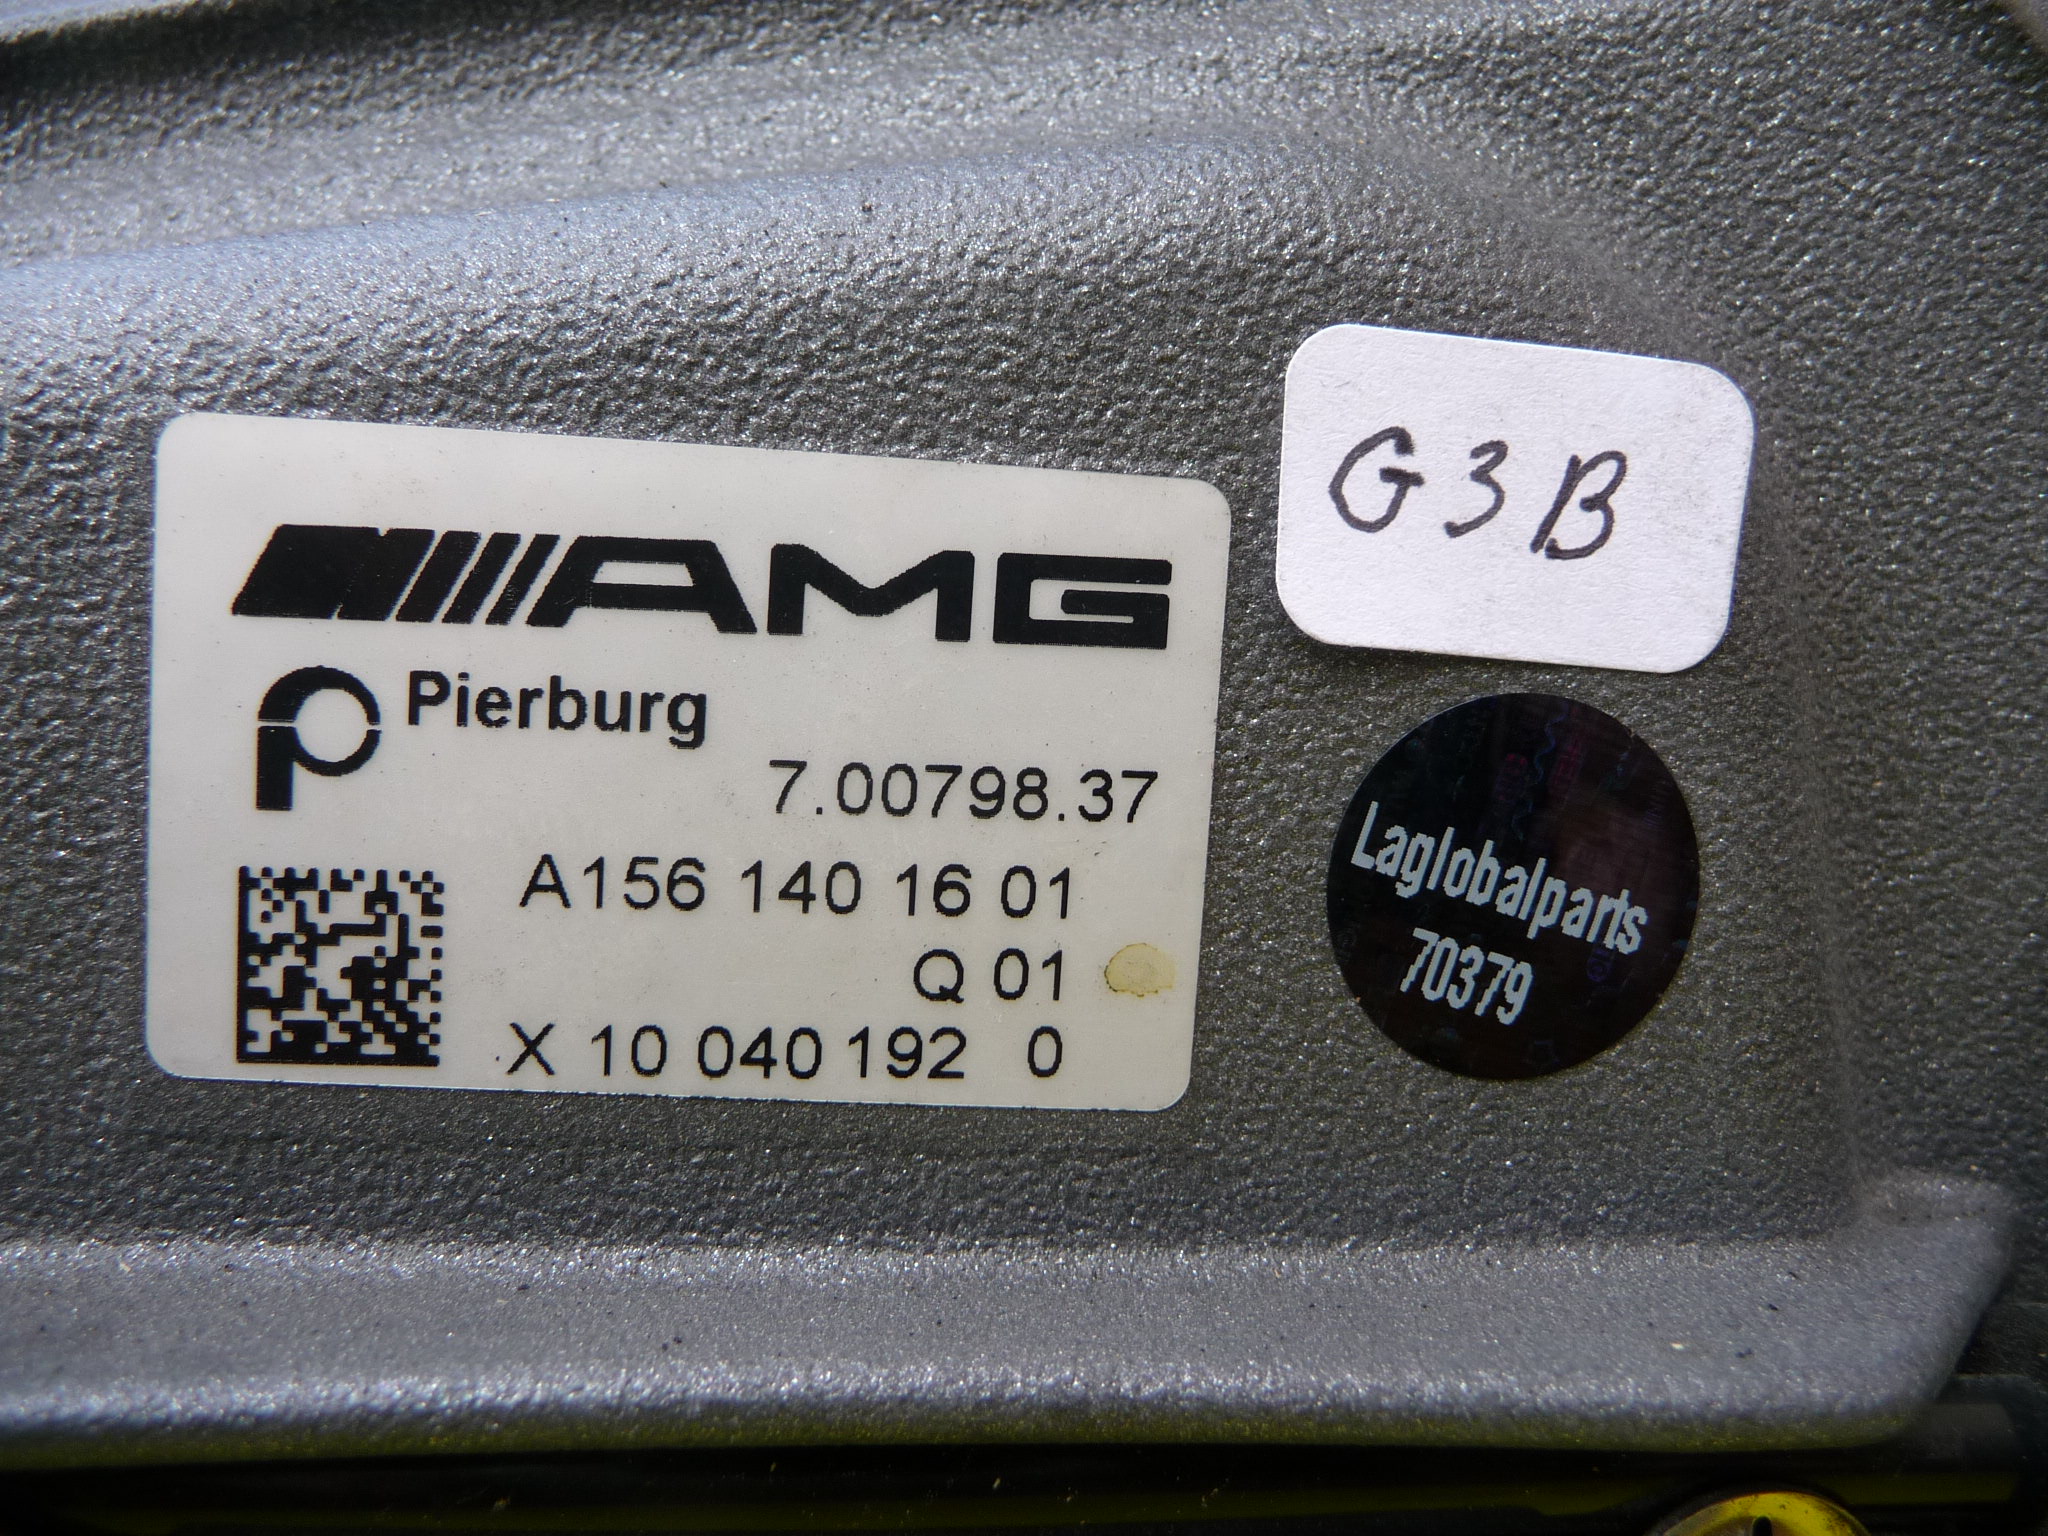 AMG
Pierburg
7.00798.37
A156 140 16 01
Q 01
X 10 040 192 0
G3B
Laglobalparts
70379